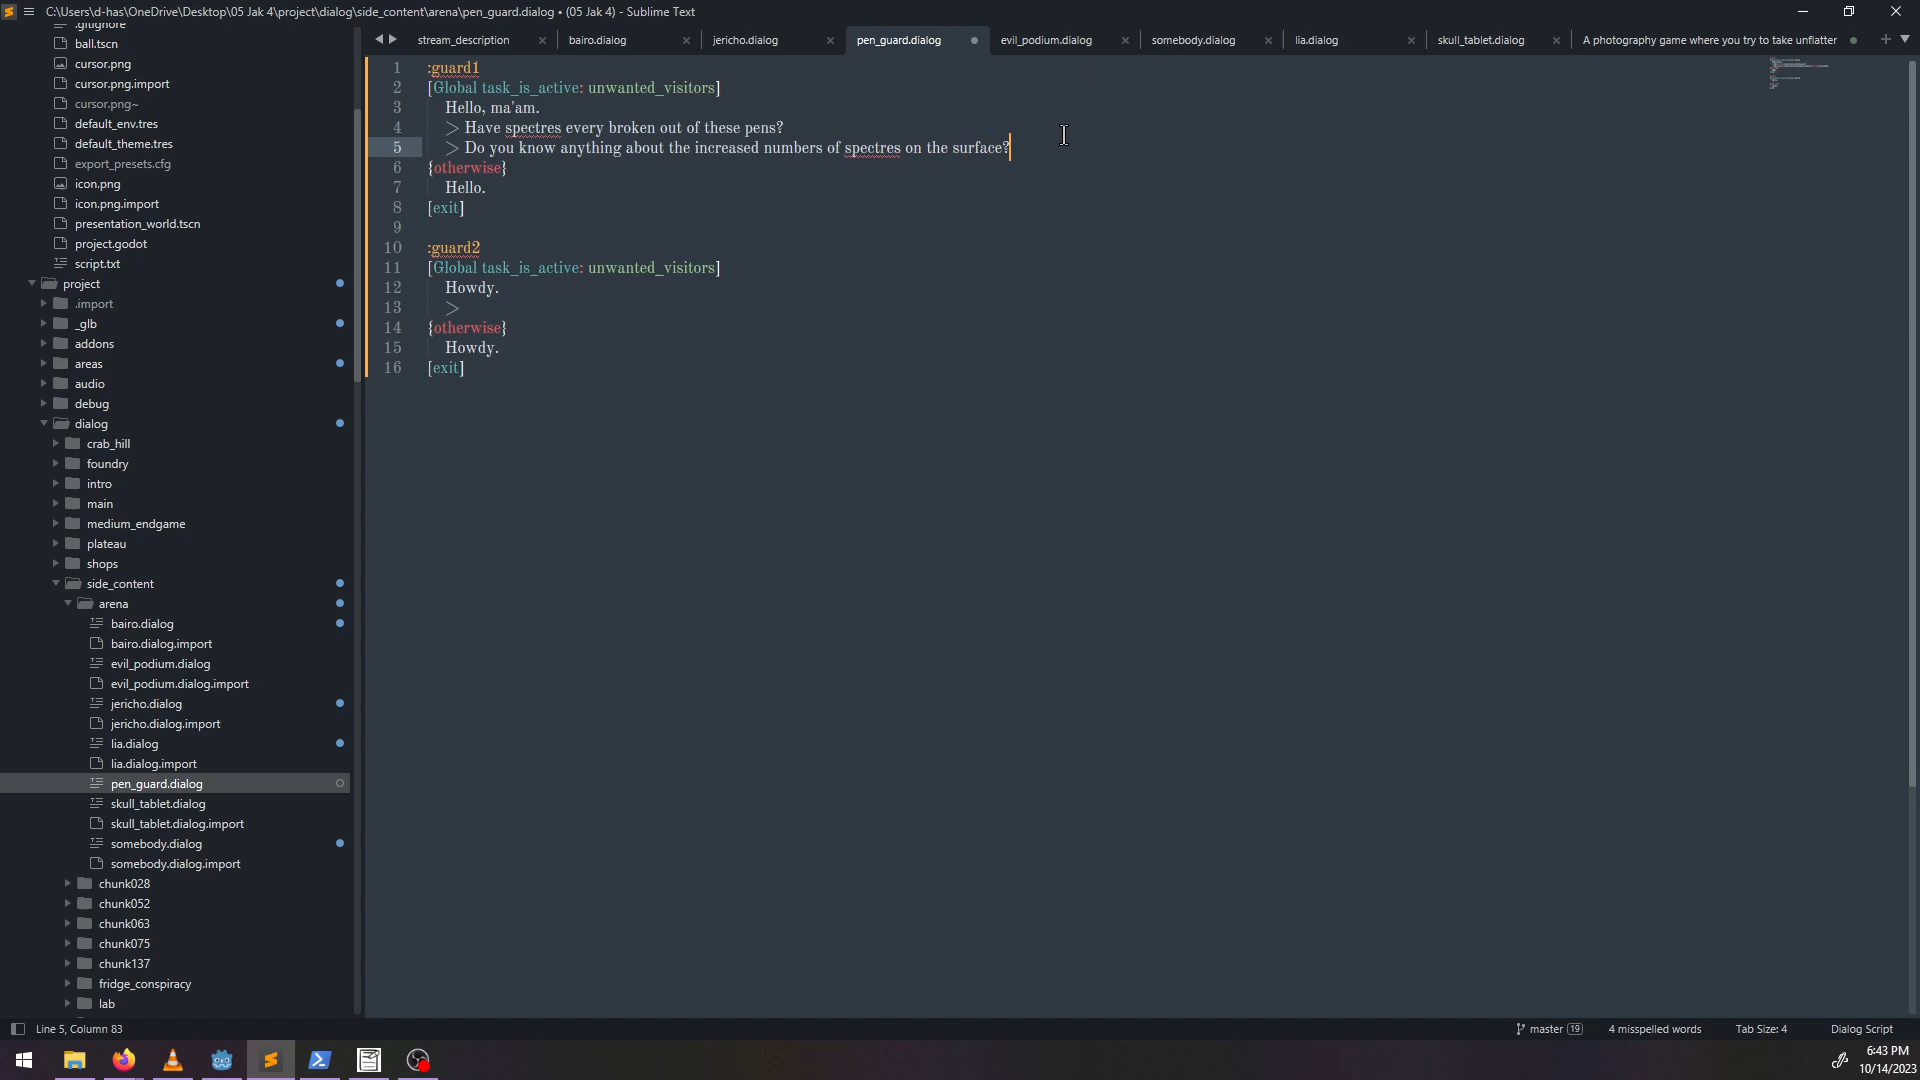 C:\Users\d-has\OneDrive\Desktop\05 Jak 4\project\dialog\side_content\arena\pen_guard.dialog • (05 Jak 4) - Sublime Text
.gitignore
ball.tscn
cursor.png
cursor.png.import
cursor.png~
default_env.tres
default_theme.tres
export_presets.cfg
icon.png
icon.png.import
presentation_world.tscn
project.godot
script.txt
project
.import
_glb
addons
areas
audio
debug
dialog
crab_hill
foundry
intro
main
medium_endgame
plateau
shops
side_content
arena
bairo.dialog
bairo.dialog.import
evil_podium.dialog
evil_podium.dialog.import
jericho.dialog
jericho.dialog.import
lia.dialog
lia.dialog.import
pen_guard.dialog
skull_tablet.dialog
skull_tablet.dialog.import
somebody.dialog
somebody.dialog.import
chunk028
chunk052
chunk063
chunk075
chunk137
fridge_conspiracy
lab
stream_description bairo.dialog jericho.dialog pen_guard.dialog evil_podium.dialog somebody.dialog lia.dialog skull_tablet.dialog A photography game where you try to take unflatter
1 :guard1
2 [Global task_is_active: unwanted_visitors]
3 Hello, ma'am.
4 > Have spectres every broken out of these pens?
5 > Do you know anything about the increased numbers of spectres on the surface?
6 {otherwise}
7 Hello.
8 [exit]
9
10 :guard2
11 [Global task_is_active: unwanted_visitors]
12 Howdy.
13 >
14 {otherwise}
15 Howdy.
16 [exit]
Line 5, Column 83 master 19 4 misspelled words Tab Size: 4 Dialog Script
6:43 PM
10/14/2023